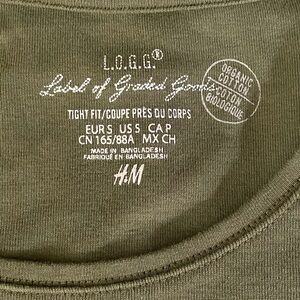 L.O.G.G.®
Label of Graded Goods
ORGANIC
COTTON
COTON
BIOLOGIQUE
TIGHT FIT/COUPE PRÈS DU CORPS
EUR S US S CA P
CN 165/88A MX CH
MADE IN BANGLADESH
FABRIQUÉ EN BANGLADESH
H&M